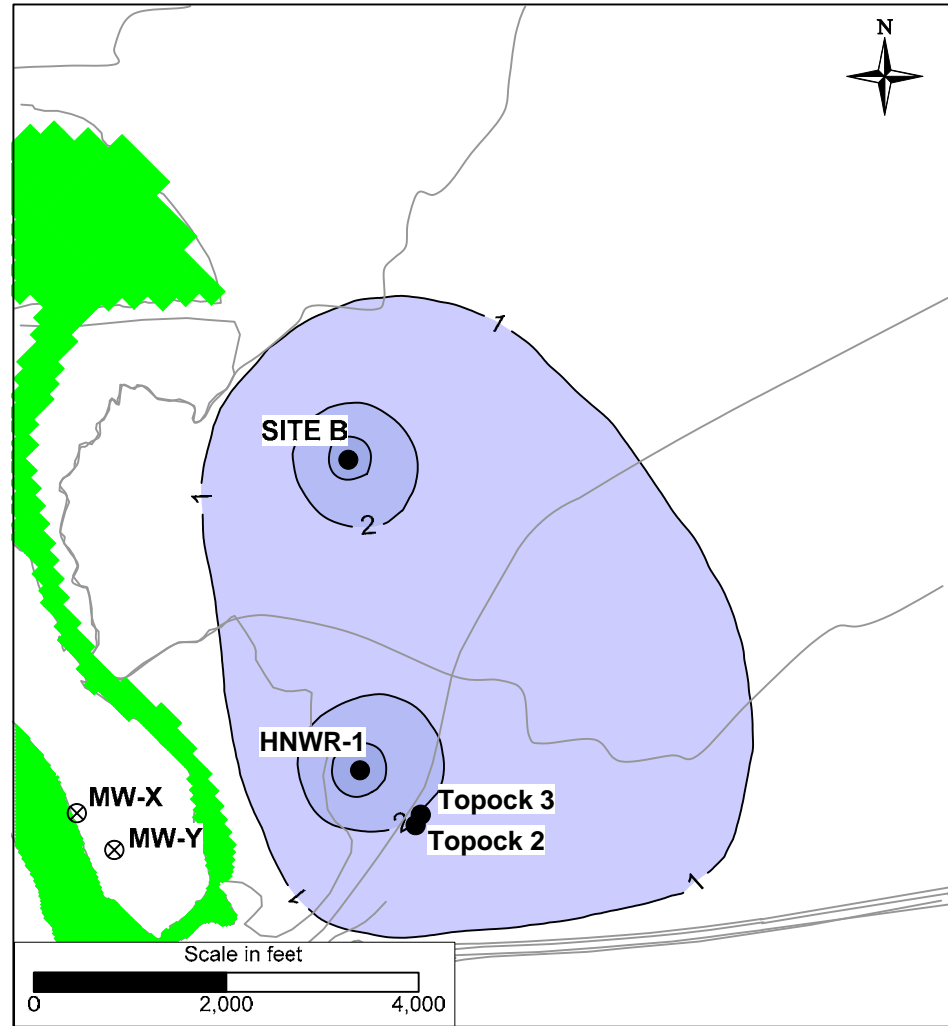 N
1
SITE B
1
2
HNWR-1
MW-X
Topock 3
2
MW-Y
Topock 2
1
1
Scale in feet
0 2,000 4,000